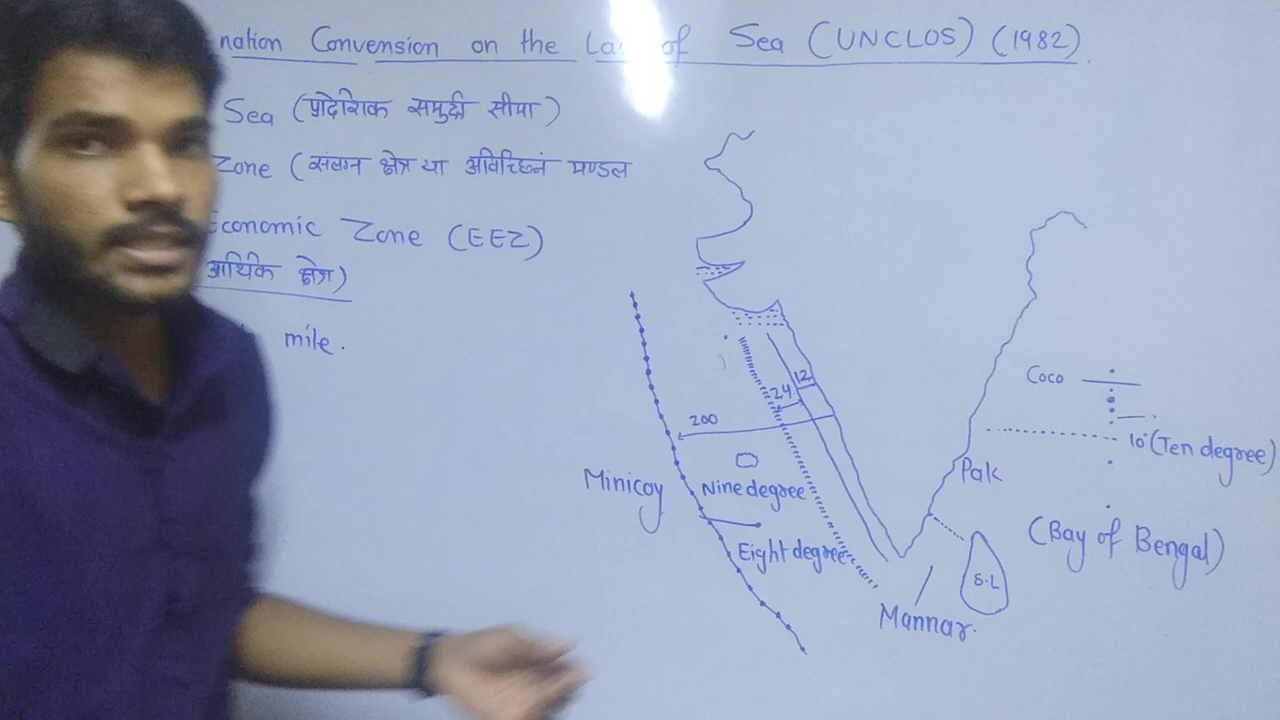 nation Convension on the La of Sea (UNCLOS) (1982)
Sea (प्रादेशिक समुद्री सीमा)
Zone (संलग्न क्षेत्र या अविच्छिनं मण्डल
Economic Zone (EEZ)
आर्थिक क्षेत्र)
mile.
12
24
200
Coco
10° (Ten degree)
Pak
Minicoy
Nine degree
Eight degree
(Bay of Bengal)
S.L
Mannar.